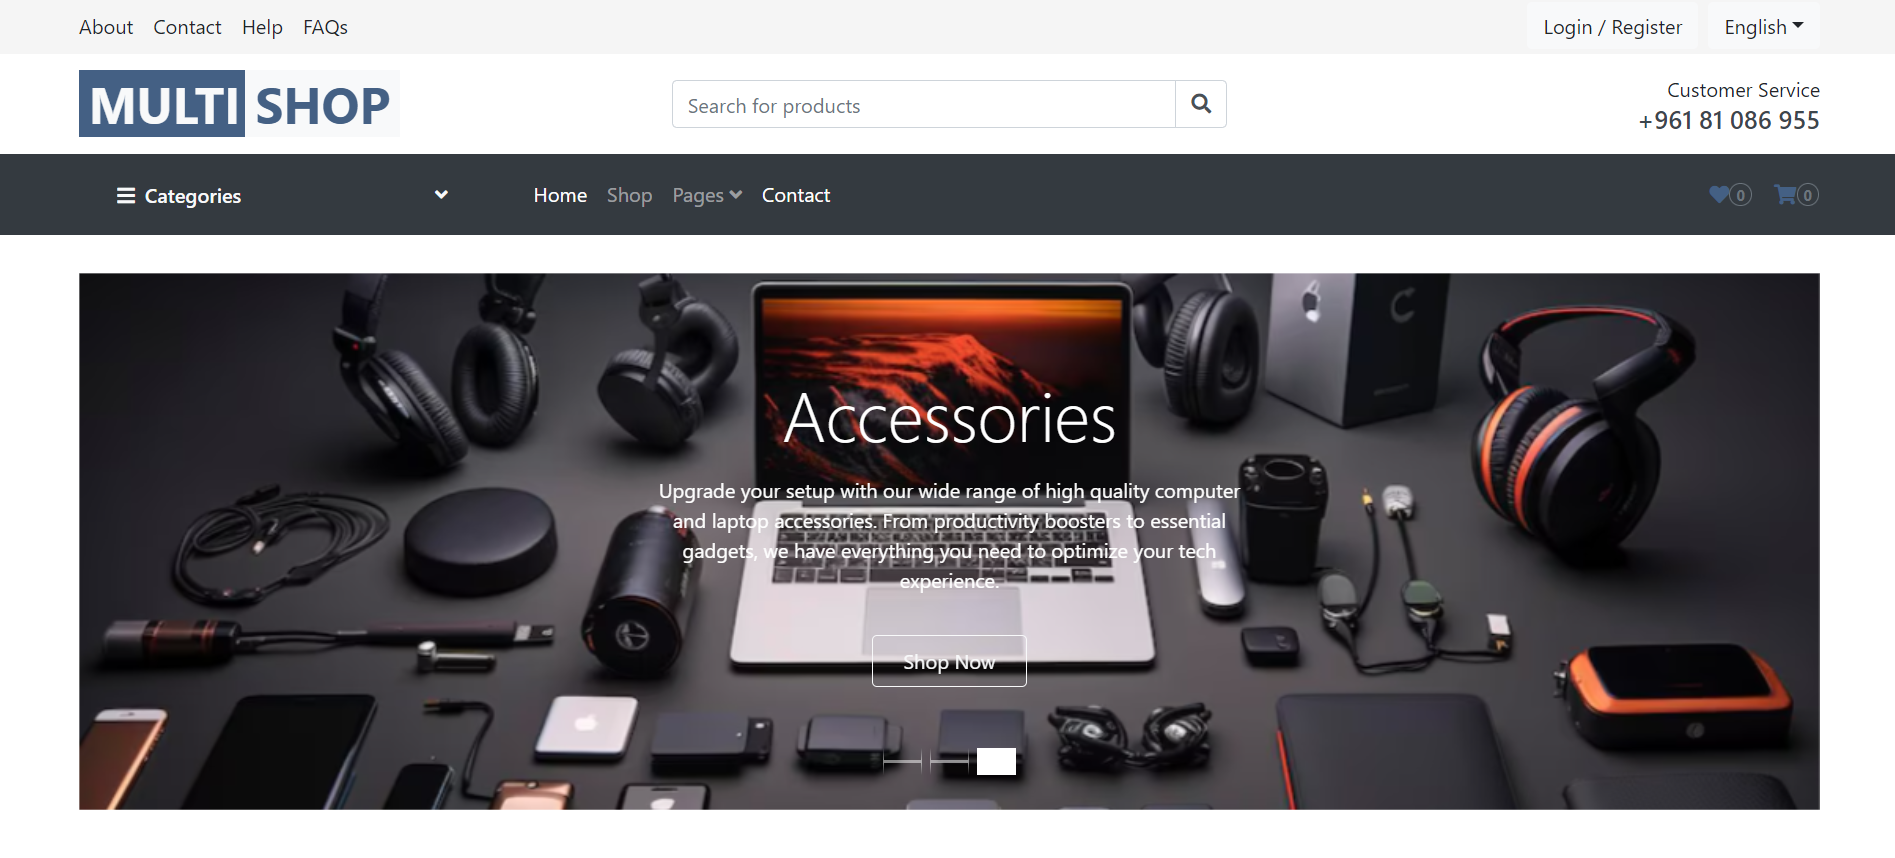 About Contact Help FAQs Login / Register English
MULTI SHOP
Search for products
Customer Service
+961 81 086 955
Categories Home Shop Pages Contact 0 0
Accessories
Upgrade your setup with our wide range of high quality computer
and laptop accessories. From productivity boosters to essential
gadgets, we have everything you need to optimize your tech
experience.
Shop Now